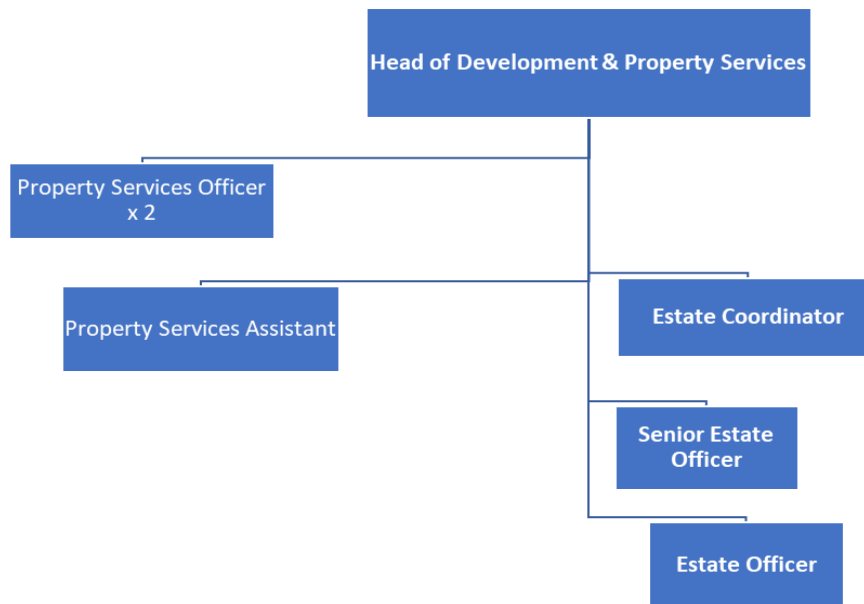 Head of Development & Property Services
Property Services Officer
x 2
Property Services Assistant
Estate Coordinator
Senior Estate
Officer
Estate Officer